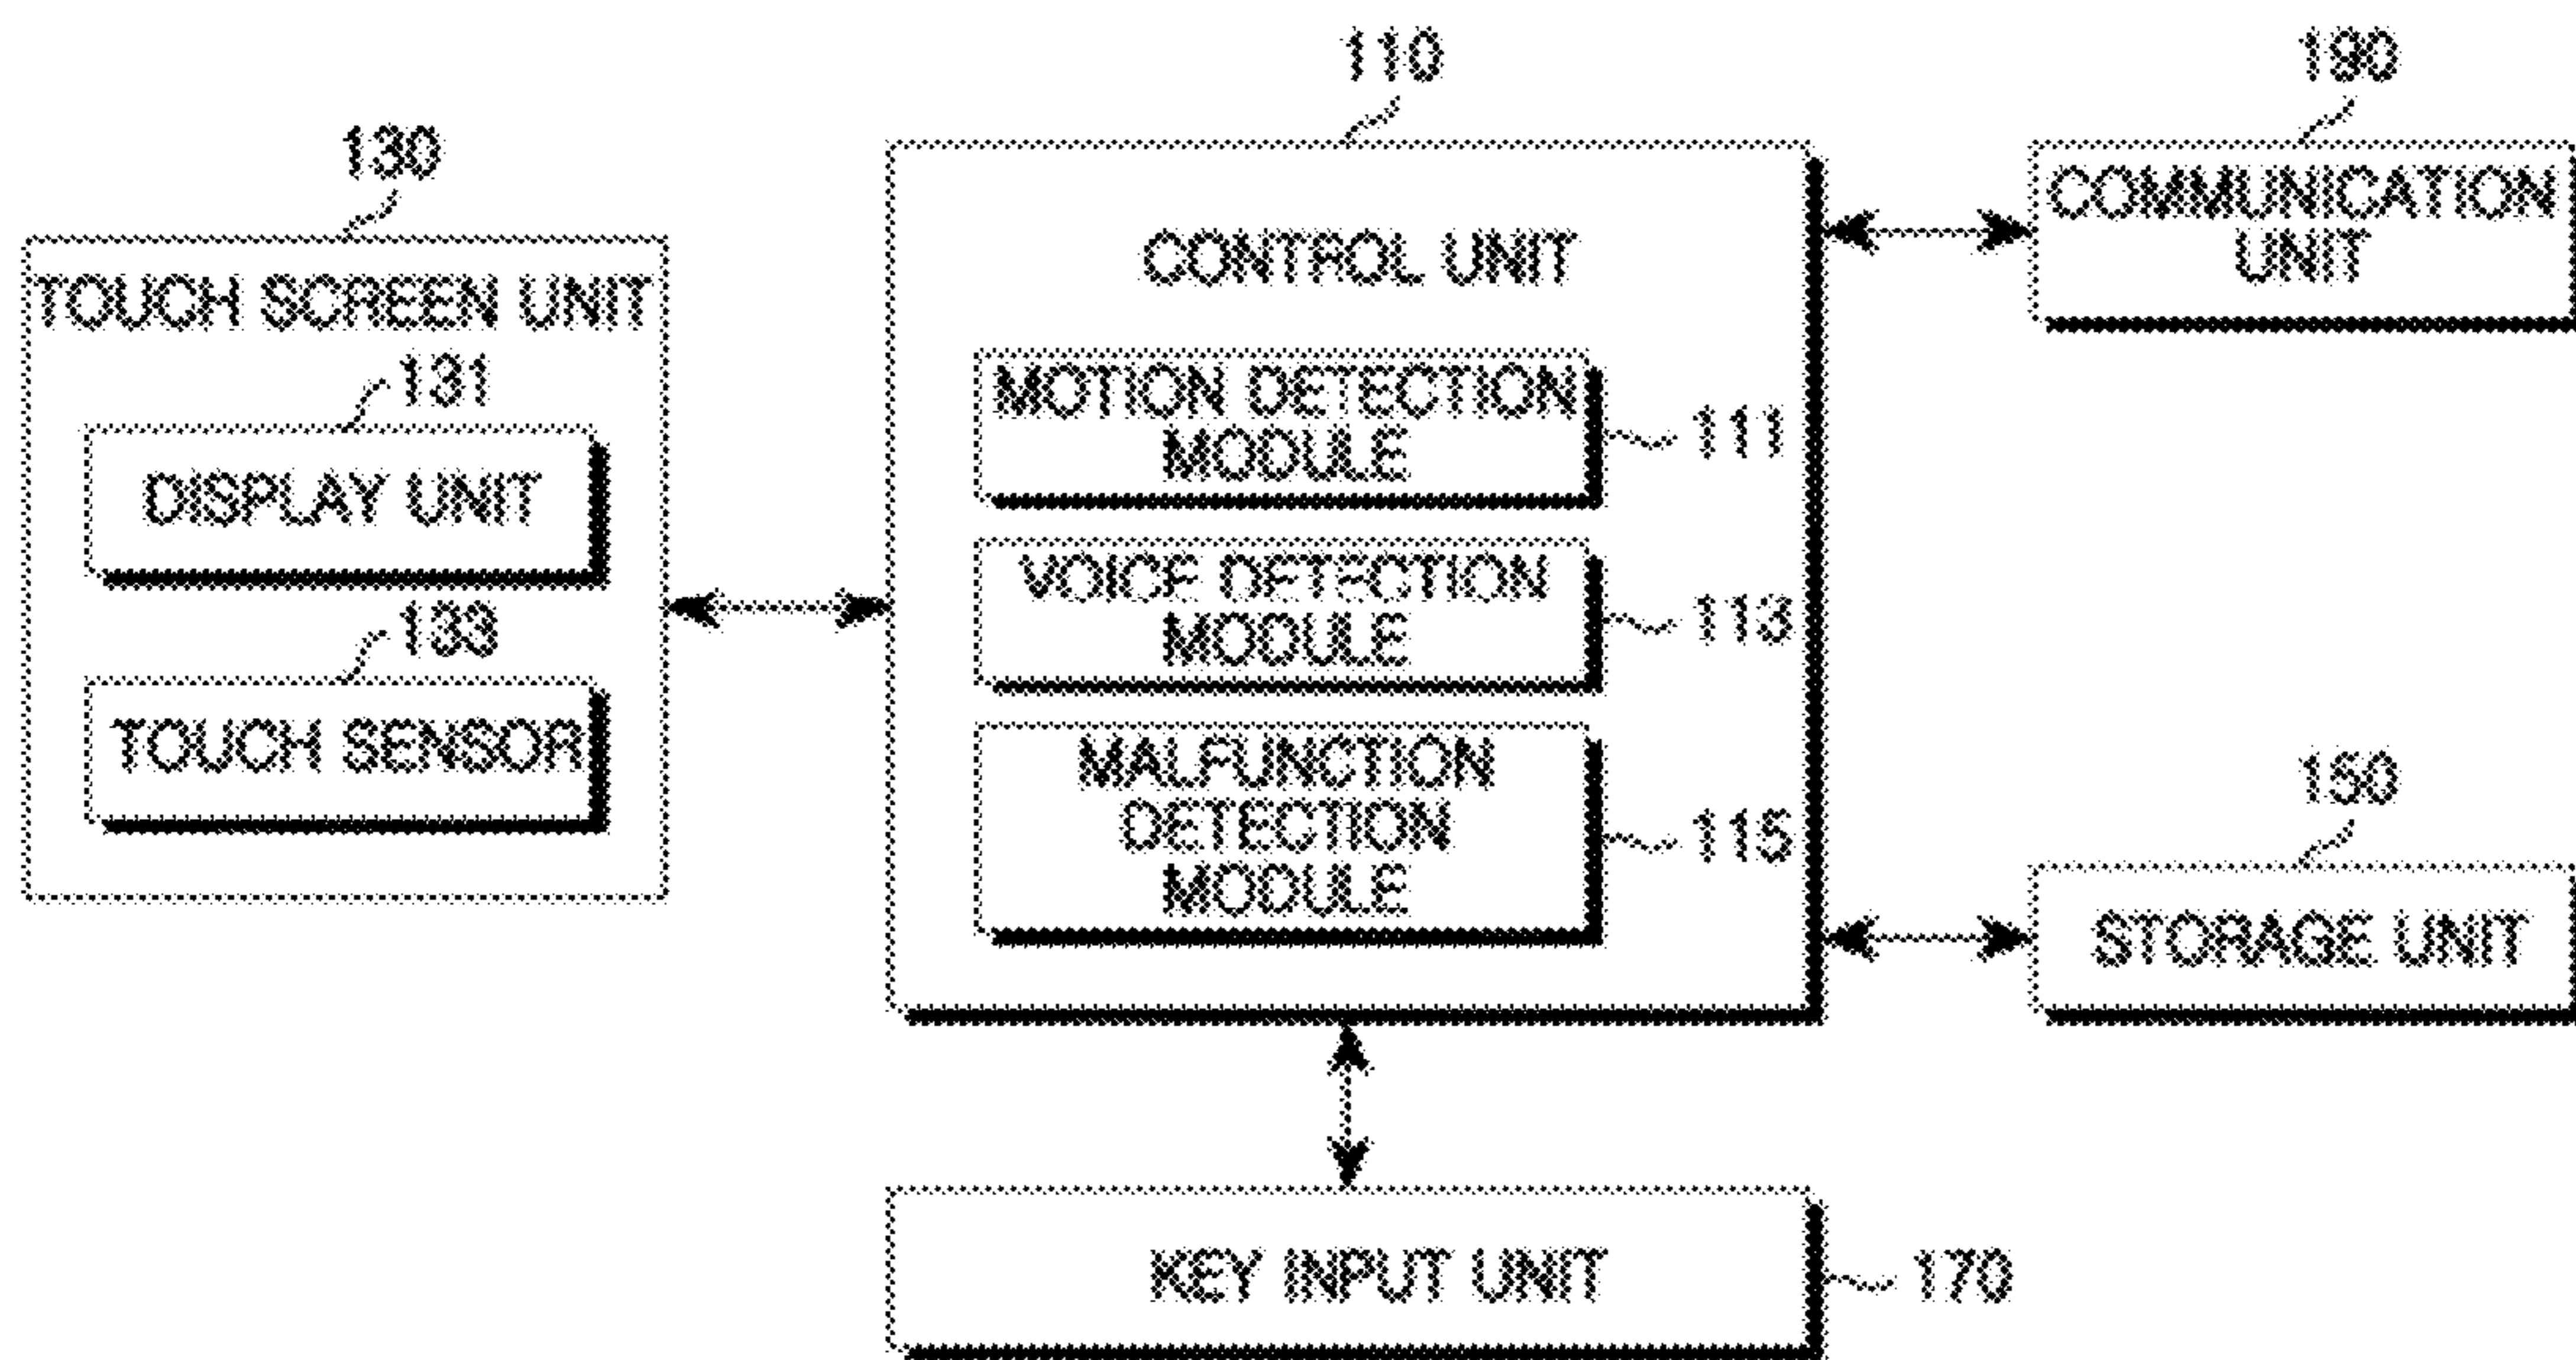 110
190
130
TOUCH SCREEN UNIT
131
DISPLAY UNIT
133
TOUCH SENSOR
CONTROL UNIT
MOTION DETECTION
MODULE
111
VOICE DETECTION
MODULE
113
MALFUNCTION
DETECTION
MODULE
115
COMMUNICATION
UNIT
150
STORAGE UNIT
KEY INPUT UNIT
170